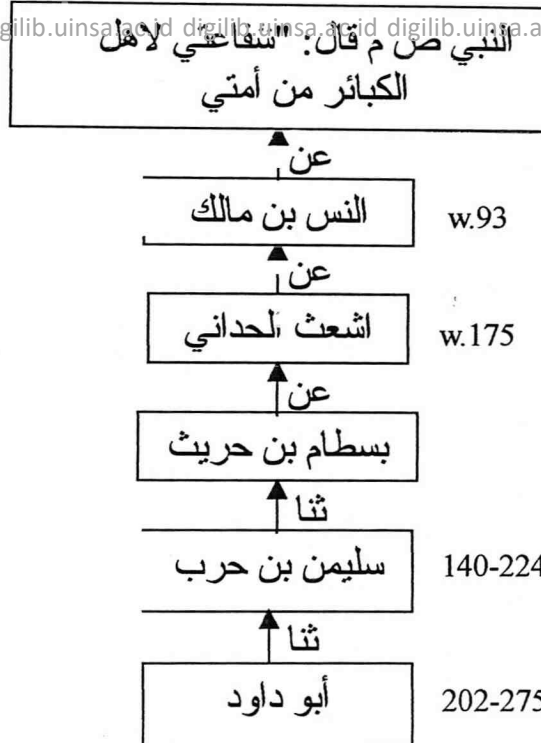 digilib.uinsa.ac.id digilib.uinsa.ac.id digilib.uinsa.a
النبي ص م قال: "شفاعتي لاهل
الكبائر من أمتي
عن
النس بن مالك w.93
عن
اشعث الحداني w.175
عن
بسطام بن حريث
ثنا
سليمن بن حرب 140-224
ثنا
أبو داود 202-275